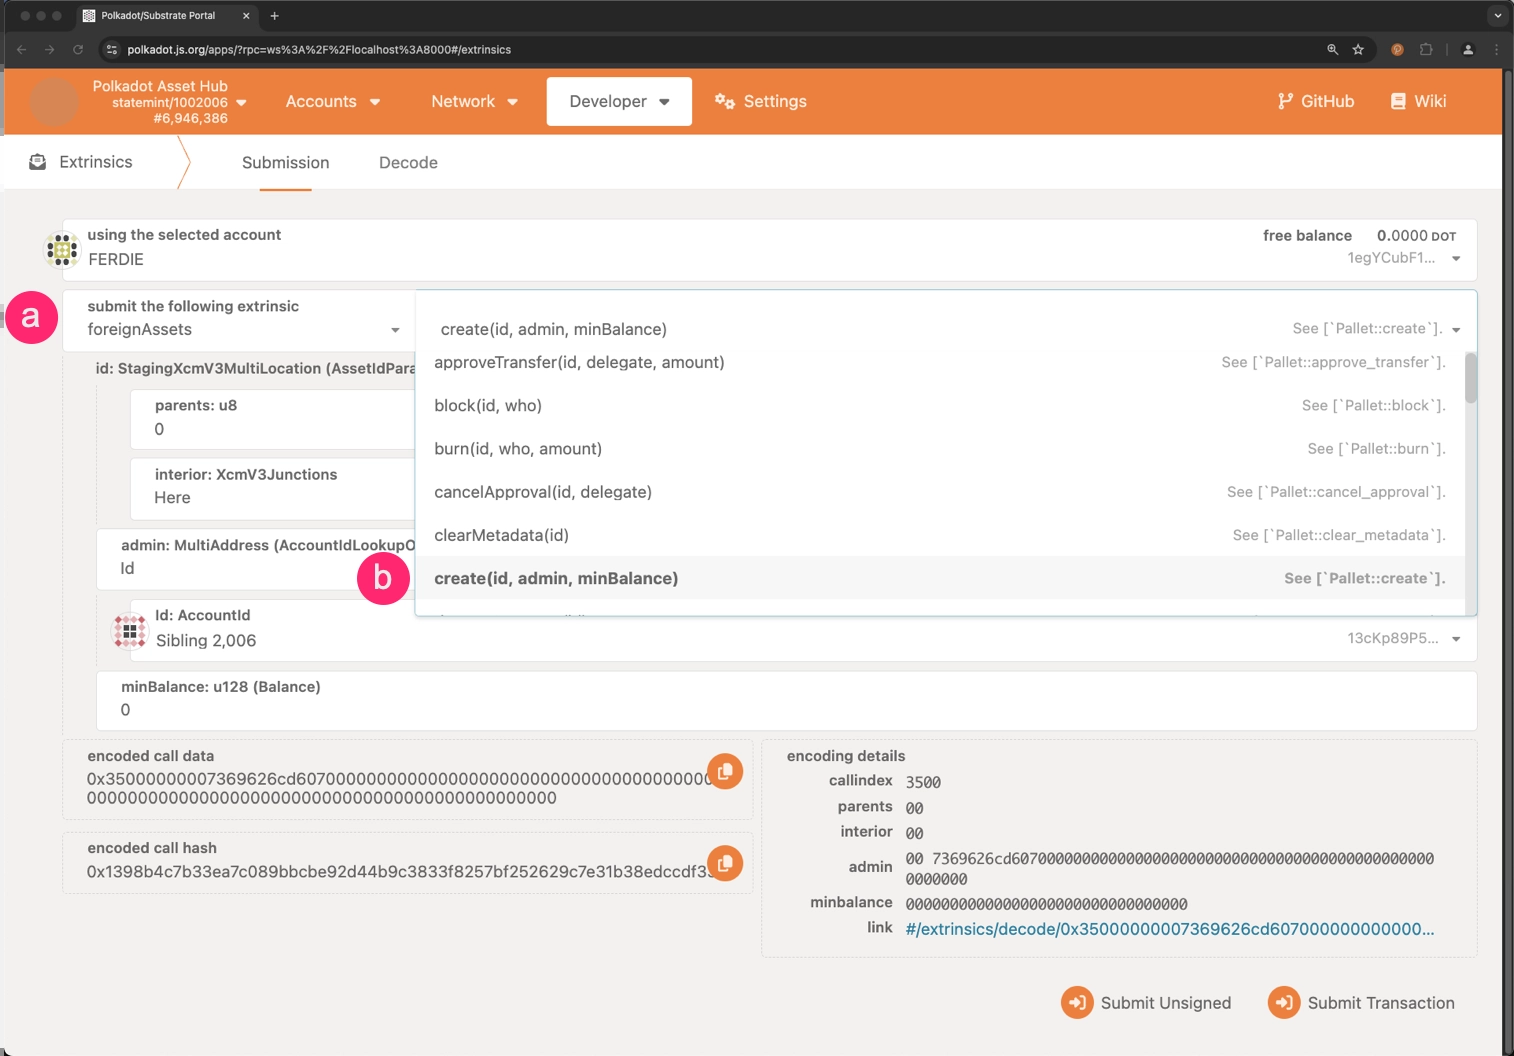 Polkadot/Substrate Portal
polkadot.js.org/apps/?rpc=ws%3A%2F%2Flocalhost%3A8000#/extrinsics
Polkadot Asset Hub
statemint/1002006
#6,946,386
Accounts
Network
Developer
Settings
GitHub
Wiki
Extrinsics
Submission
Decode
using the selected account
FERDIE
free balance 0.0000 DOT
1egYCubF1...
a
submit the following extrinsic
foreignAssets
create(id, admin, minBalance) See [`Pallet::create`].
approveTransfer(id, delegate, amount) See [`Pallet::approve_transfer`].
block(id, who) See [`Pallet::block`].
burn(id, who, amount) See [`Pallet::burn`].
cancelApproval(id, delegate) See [`Pallet::cancel_approval`].
clearMetadata(id) See [`Pallet::clear_metadata`].
b
create(id, admin, minBalance) See [`Pallet::create`].
id: StagingXcmV3MultiLocation (AssetIdPara
parents: u8
0
interior: XcmV3Junctions
Here
admin: MultiAddress (AccountIdLookupO
Id
Id: AccountId
Sibling 2,006
13cKp89P5...
minBalance: u128 (Balance)
0
encoded call data
encoded call hash
0x1398b4c7b33ea7c089bbcbe92d44b9c3833f8257bf252629c7e31b38edccdf3
encoding details
callindex 3500
parents 00
interior 00
admin
minbalance 00000000000000000000000000000000
link #/extrinsics/decode/0x35000000007369626cd607000000000000...
Submit Unsigned
Submit Transaction